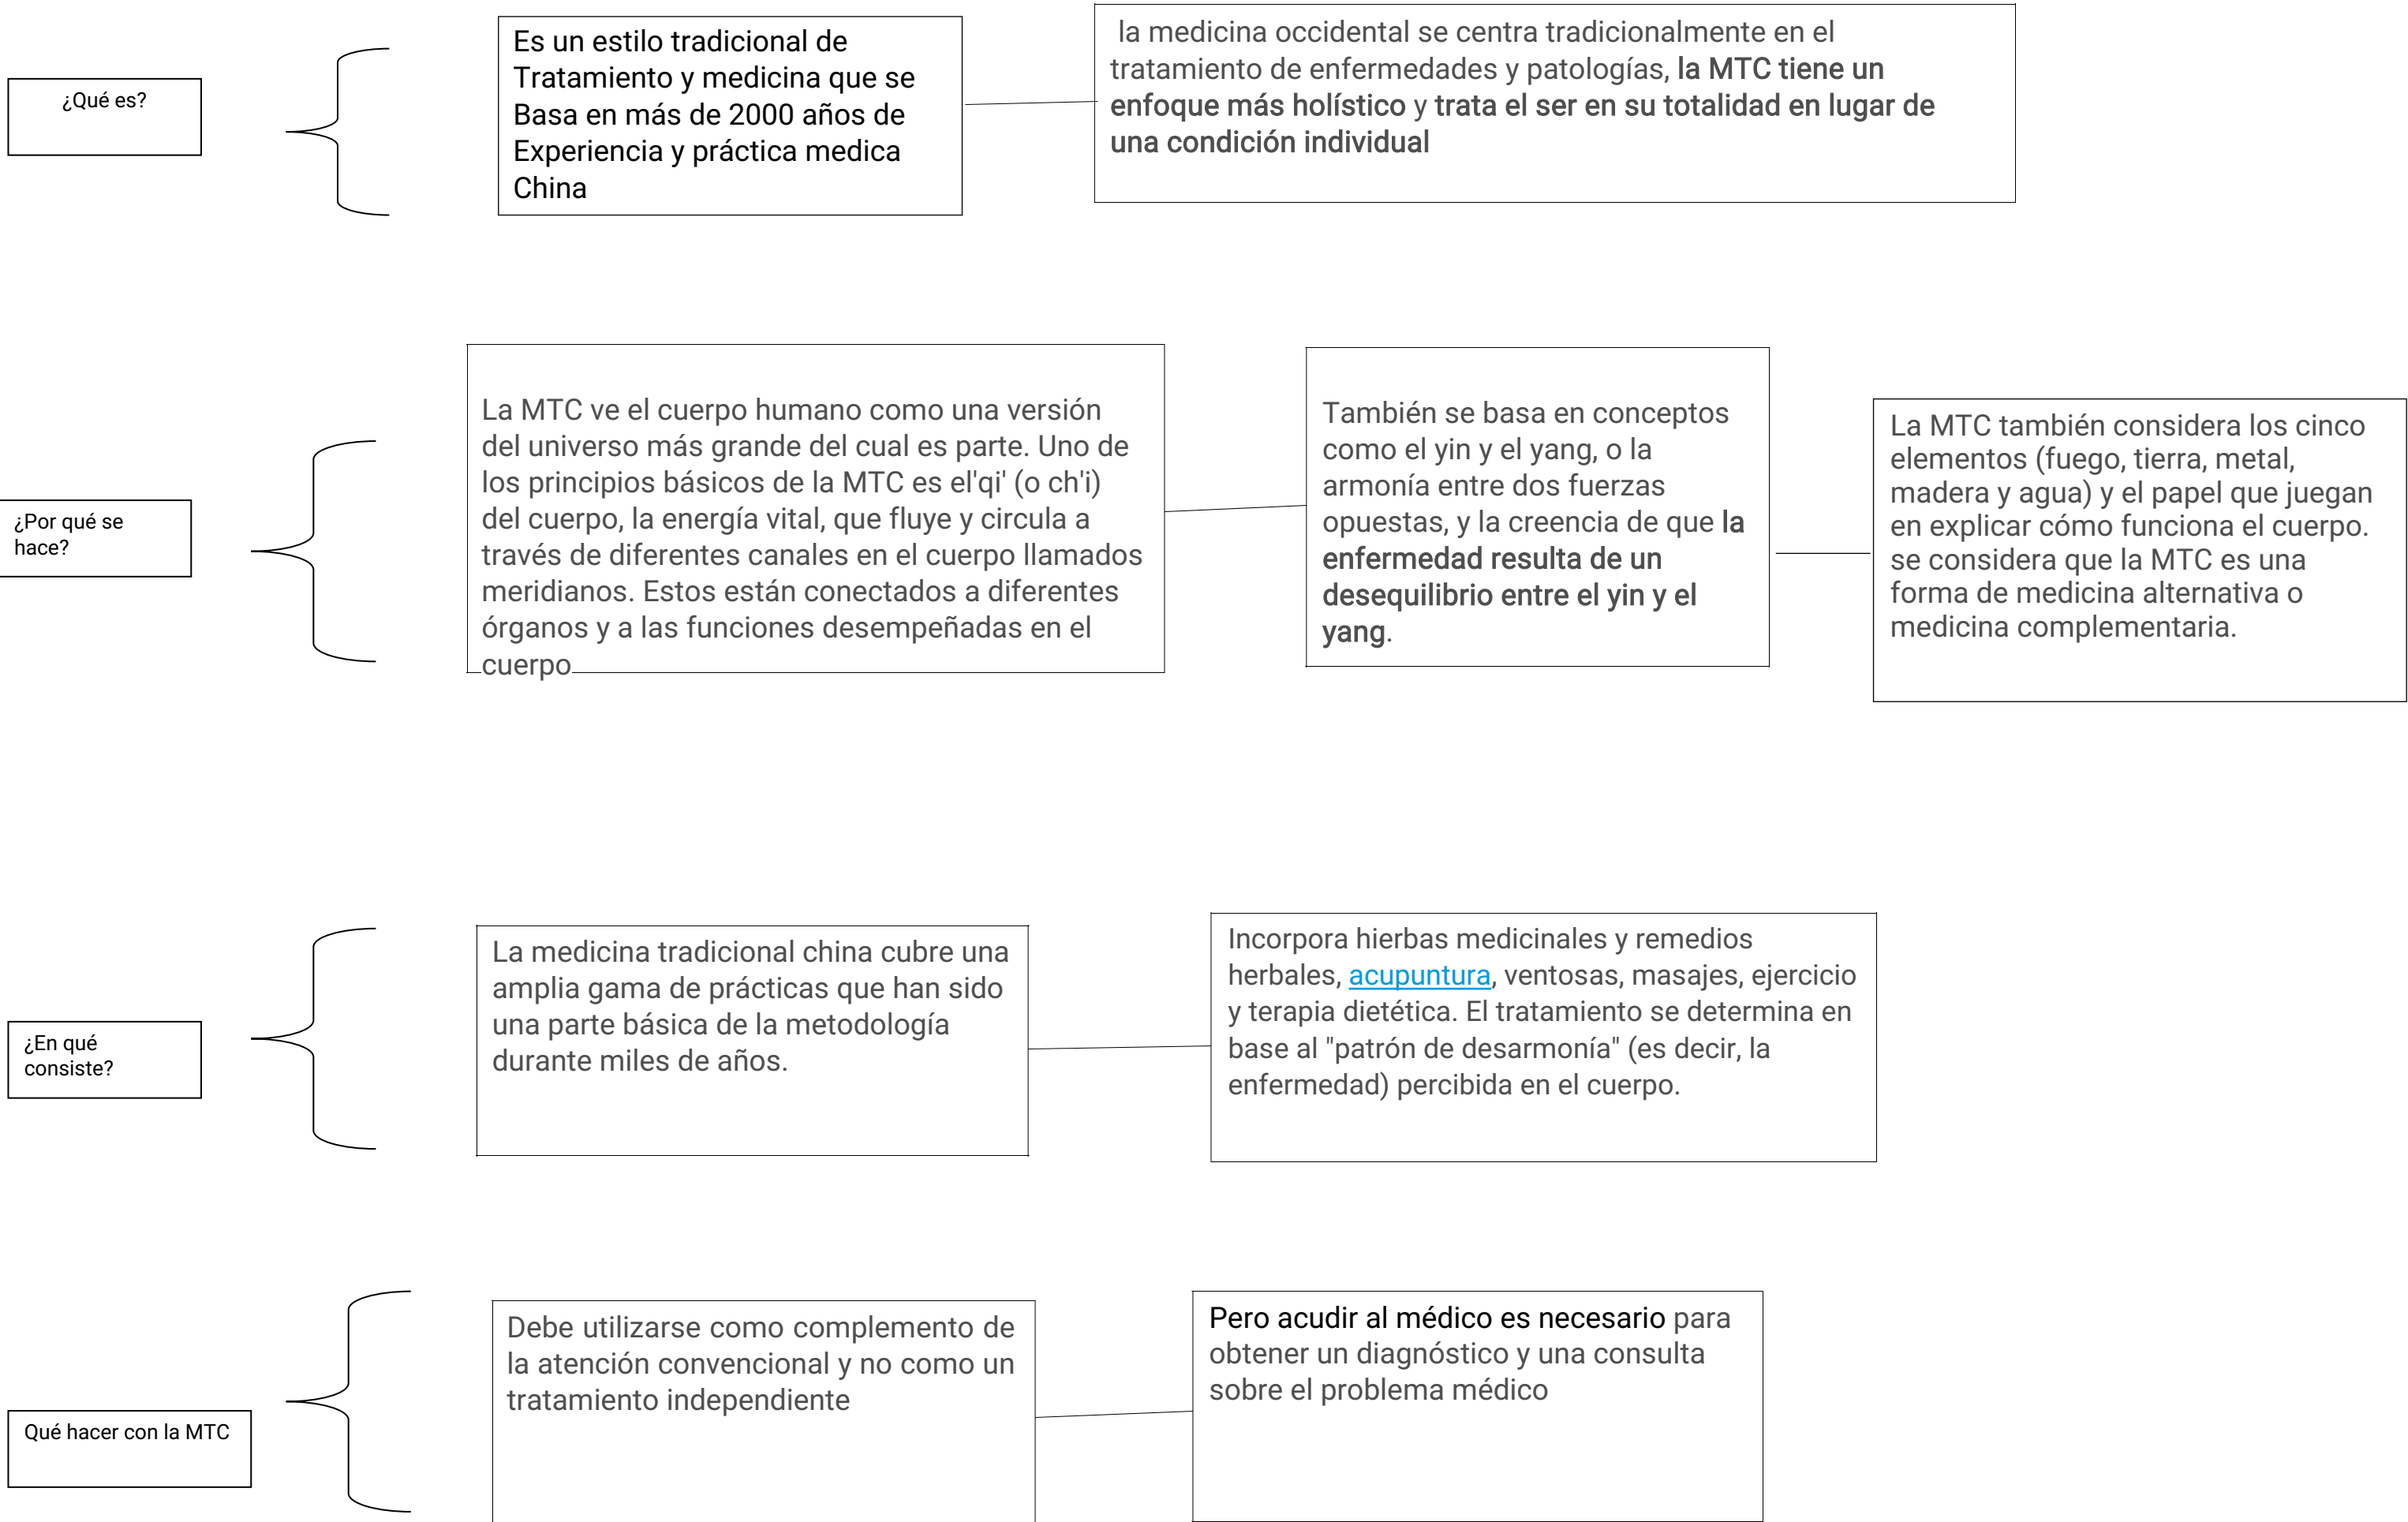 ¿Qué es?
Es un estilo tradicional de
Tratamiento y medicina que se
Basa en más de 2000 años de
Experiencia y práctica medica
China
la medicina occidental se centra tradicionalmente en el
tratamiento de enfermedades y patologías, la MTC tiene un
enfoque más holístico y trata el ser en su totalidad en lugar de
una condición individual
¿Por qué se
hace?
La MTC ve el cuerpo humano como una versión
del universo más grande del cual es parte. Uno de
los principios básicos de la MTC es el'qi' (o ch'i)
del cuerpo, la energía vital, que fluye y circula a
través de diferentes canales en el cuerpo llamados
meridianos. Estos están conectados a diferentes
órganos y a las funciones desempeñadas en el
cuerpo
También se basa en conceptos
como el yin y el yang, o la
armonía entre dos fuerzas
opuestas, y la creencia de que la
enfermedad resulta de un
desequilibrio entre el yin y el
yang.
La MTC también considera los cinco
elementos (fuego, tierra, metal,
madera y agua) y el papel que juegan
en explicar cómo funciona el cuerpo.
se considera que la MTC es una
forma de medicina alternativa o
medicina complementaria.
¿En qué
consiste?
La medicina tradicional china cubre una
amplia gama de prácticas que han sido
una parte básica de la metodología
durante miles de años.
Incorpora hierbas medicinales y remedios
herbales, acupuntura, ventosas, masajes, ejercicio
y terapia dietética. El tratamiento se determina en
base al "patrón de desarmonía" (es decir, la
enfermedad) percibida en el cuerpo.
Qué hacer con la MTC
Debe utilizarse como complemento de
la atención convencional y no como un
tratamiento independiente
Pero acudir al médico es necesario para
obtener un diagnóstico y una consulta
sobre el problema médico